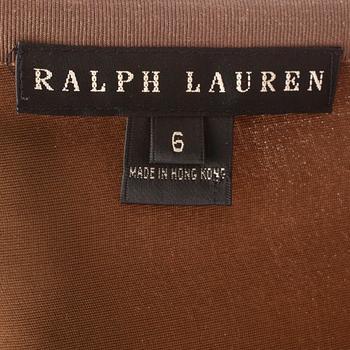 RALPH LAUREN
6
MADE IN HONG KONG